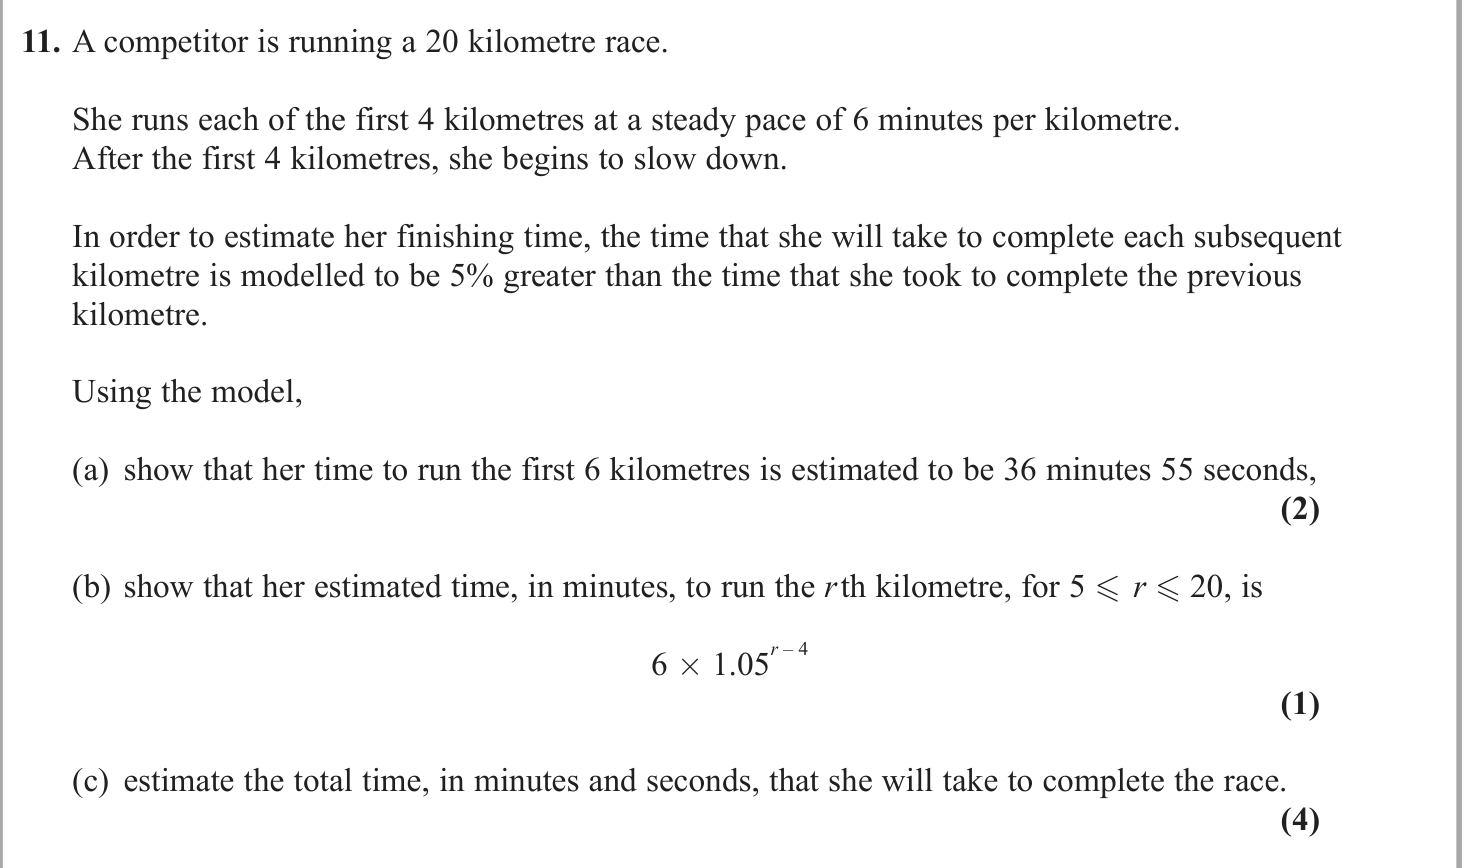 11. A competitor is running a 20 kilometre race.
She runs each of the first 4 kilometres at a steady pace of 6 minutes per kilometre.
After the first 4 kilometres, she begins to slow down.
In order to estimate her finishing time, the time that she will take to complete each subsequent
kilometre is modelled to be 5% greater than the time that she took to complete the previous
kilometre.
Using the model,
(a) show that her time to run the first 6 kilometres is estimated to be 36 minutes 55 seconds,
(2)
(b) show that her estimated time, in minutes, to run the rth kilometre, for 5 ⩽ r ⩽ 20, is
6 × 1.05^{r – 4}
(1)
(c) estimate the total time, in minutes and seconds, that she will take to complete the race.
(4)